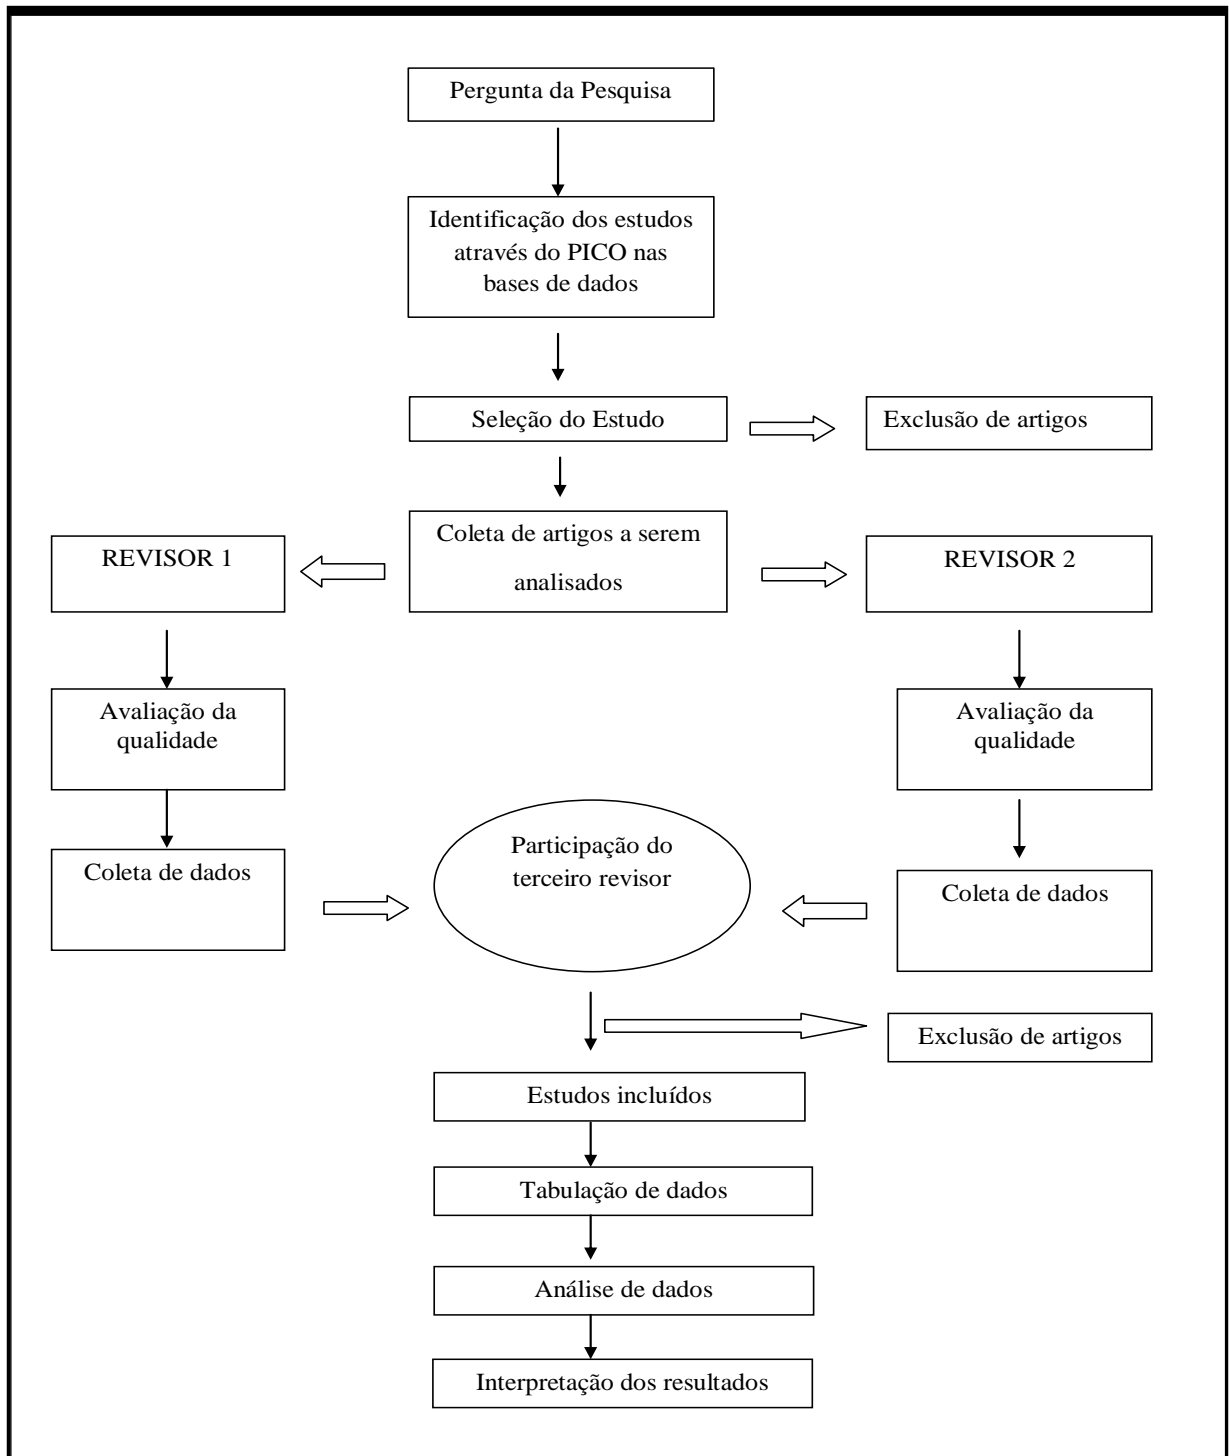 Pergunta da Pesquisa
Identificação dos estudos
através do PICO nas
bases de dados
Seleção do Estudo
Exclusão de artigos
Coleta de artigos a serem
analisados
REVISOR 1
REVISOR 2
Avaliação da
qualidade
Avaliação da
qualidade
Coleta de dados
Participação do
terceiro revisor
Coleta de dados
Exclusão de artigos
Estudos incluídos
Tabulação de dados
Análise de dados
Interpretação dos resultados